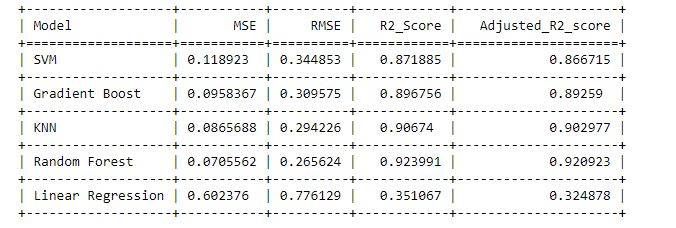 +-------------------+-----------+----------+------------+---------------------+
| Model             |       MSE |     RMSE |   R2_Score |   Adjusted_R2_score |
+===================+===========+==========+============+=====================+
| SVM               | 0.118923  | 0.344853 |   0.871885 |            0.866715 |
+-------------------+-----------+----------+------------+---------------------+
| Gradient Boost    | 0.0958367 | 0.309575 |   0.896756 |            0.89259  |
+-------------------+-----------+----------+------------+---------------------+
| KNN               | 0.0865688 | 0.294226 |   0.90674  |            0.902977 |
+-------------------+-----------+----------+------------+---------------------+
| Random Forest     | 0.0705562 | 0.265624 |   0.923991 |            0.920923 |
+-------------------+-----------+----------+------------+---------------------+
| Linear Regression | 0.602376  | 0.776129 |   0.351067 |            0.324878 |
+-------------------+-----------+----------+------------+---------------------+